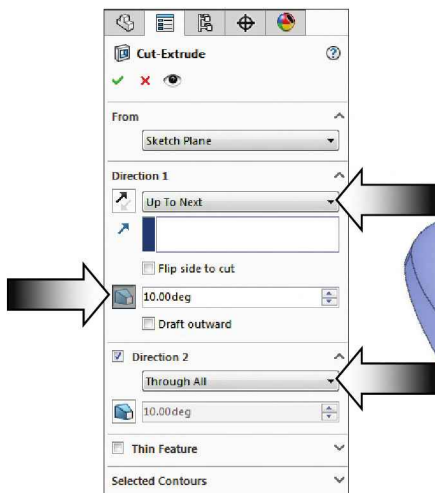 Cut-Extrude
From
Sketch Plane
Direction 1
Up To Next
Flip side to cut
10.00deg
Draft outward
Direction 2
Through All
10.00deg
Thin Feature
Selected Contours